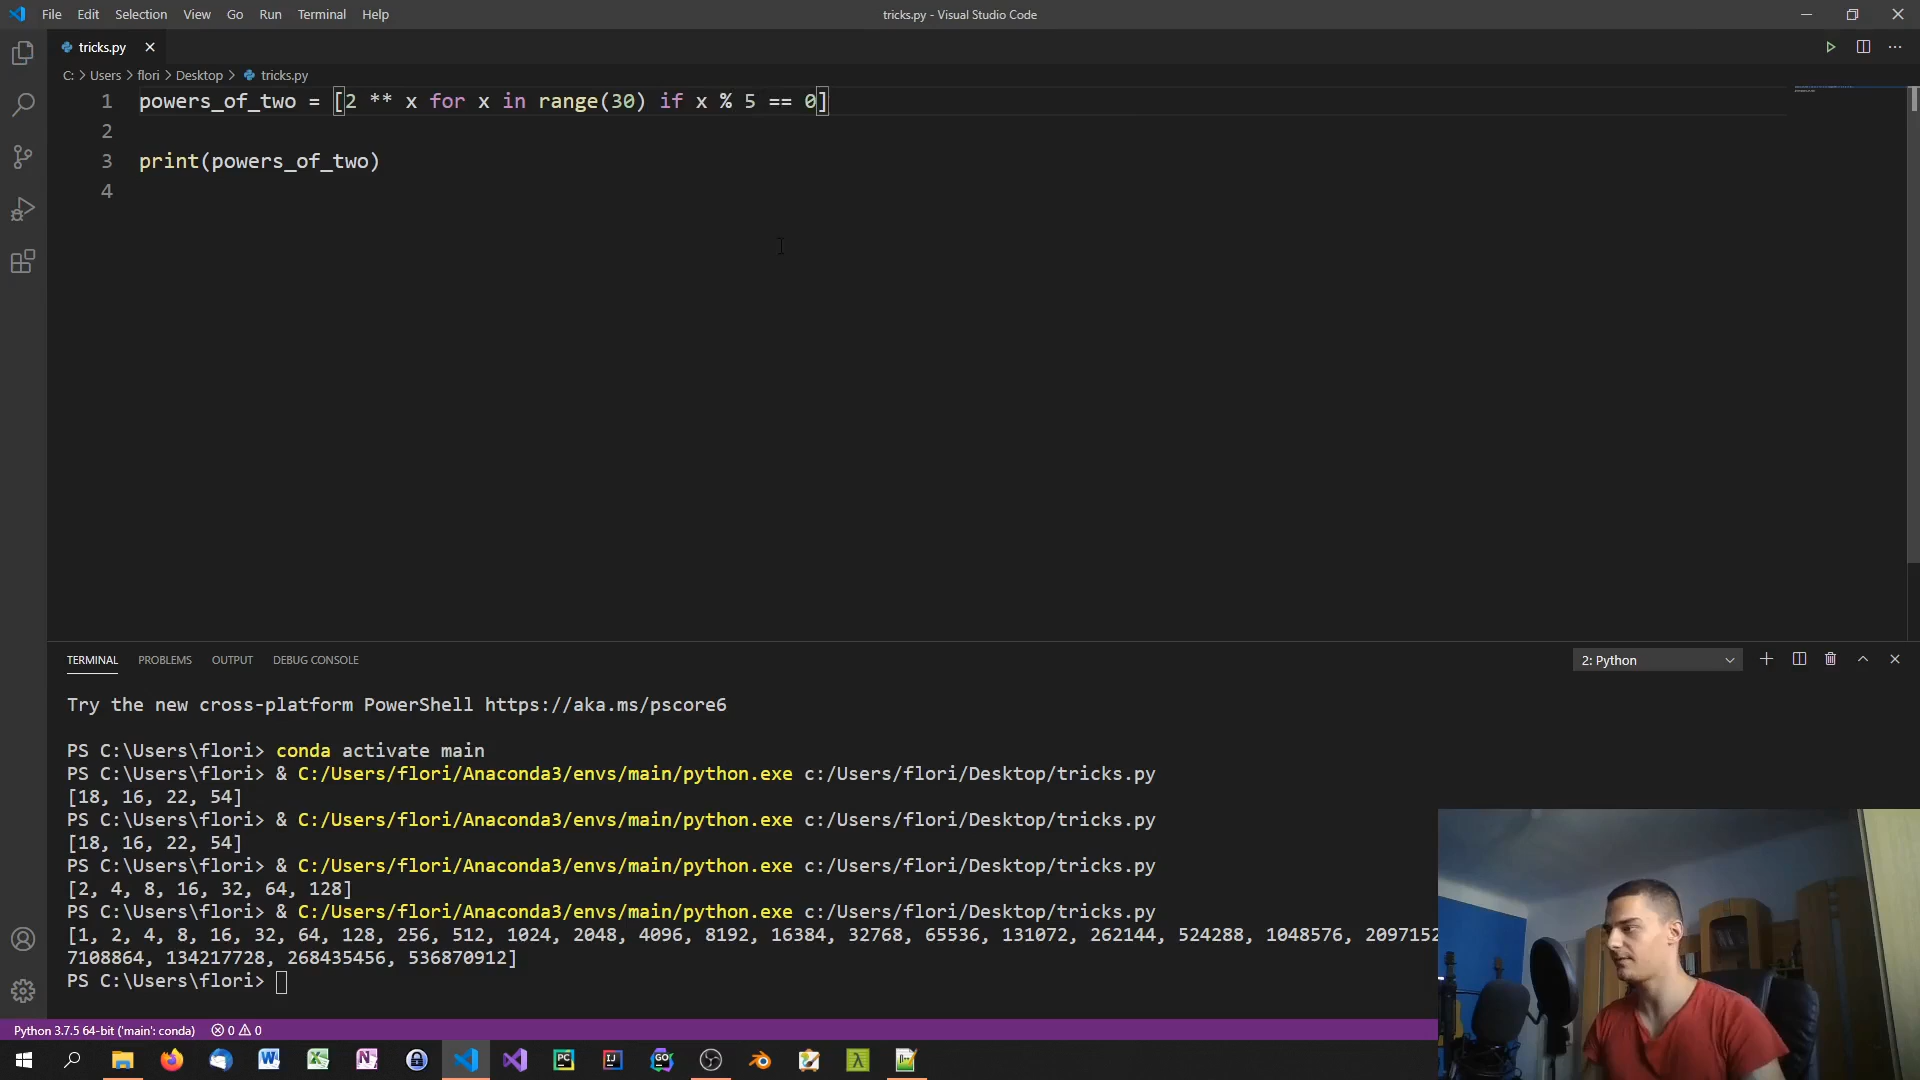 File Edit Selection View Go Run Terminal Help
tricks.py - Visual Studio Code
tricks.py
C: > Users > flori > Desktop > tricks.py
1 powers_of_two = [2 ** x for x in range(30) if x % 5 == 0]
2
3 print(powers_of_two)
4
TERMINAL PROBLEMS OUTPUT DEBUG CONSOLE
2: Python
Try the new cross-platform PowerShell https://aka.ms/pscore6
PS C:\Users\flori> conda activate main
PS C:\Users\flori> & C:/Users/flori/Anaconda3/envs/main/python.exe c:/Users/flori/Desktop/tricks.py
[18, 16, 22, 54]
PS C:\Users\flori> & C:/Users/flori/Anaconda3/envs/main/python.exe c:/Users/flori/Desktop/tricks.py
[18, 16, 22, 54]
PS C:\Users\flori> & C:/Users/flori/Anaconda3/envs/main/python.exe c:/Users/flori/Desktop/tricks.py
[2, 4, 8, 16, 32, 64, 128]
PS C:\Users\flori> & C:/Users/flori/Anaconda3/envs/main/python.exe c:/Users/flori/Desktop/tricks.py
[1, 2, 4, 8, 16, 32, 64, 128, 256, 512, 1024, 2048, 4096, 8192, 16384, 32768, 65536, 131072, 262144, 524288, 1048576, 2097152
7108864, 134217728, 268435456, 536870912]
PS C:\Users\flori>
Python 3.7.5 64-bit ('main': conda) 0 0